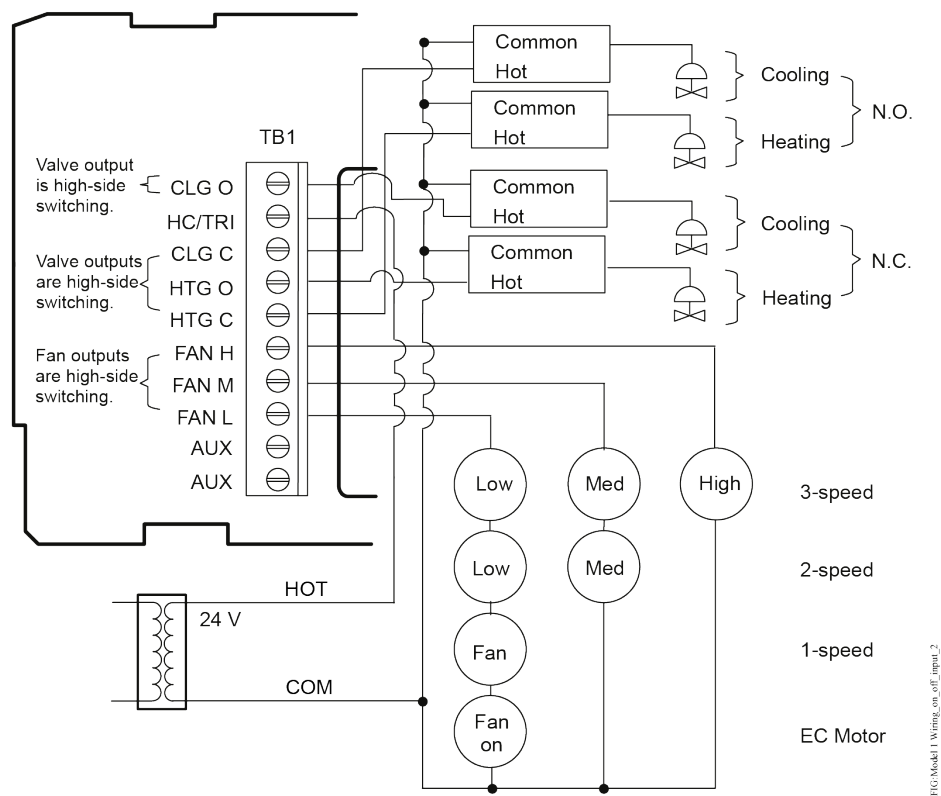 Common
Hot
Cooling
Common
Hot
Heating
N.O.
TB1
Valve output
is high-side
switching.
CLG O
HC/TRI
Common
Hot
Cooling
Valve outputs
are high-side
switching.
CLG C
HTG O
HTG C
Common
Hot
Heating
N.C.
Fan outputs
are high-side
switching.
FAN H
FAN M
FAN L
AUX
AUX
Low
Med
High
3-speed
Low
Med
2-speed
HOT
24 V
Fan
1-speed
COM
Fan
on
EC Motor
FIG:Model 1 Wiring_on_off_input_2